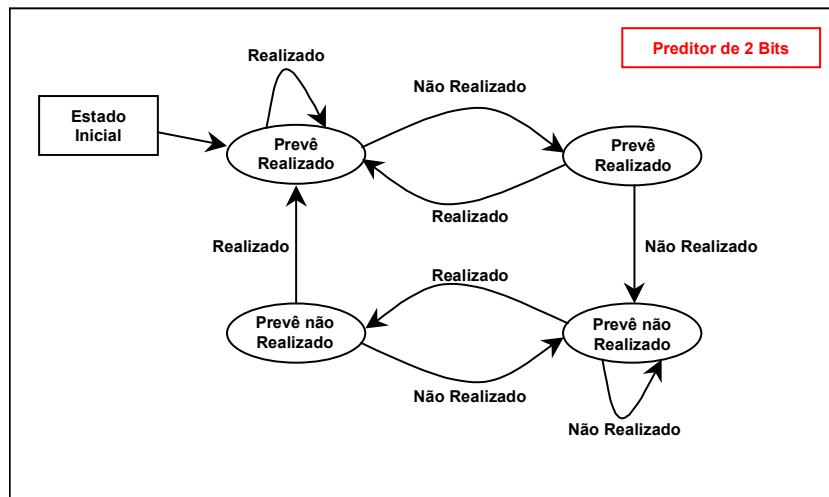 Preditor de 2 Bits
Realizado
Não Realizado
Estado
Inicial
Prevê
Realizado
Prevê
Realizado
Realizado
Realizado
Não Realizado
Realizado
Prevê não
Realizado
Prevê não
Realizado
Não Realizado
Não Realizado